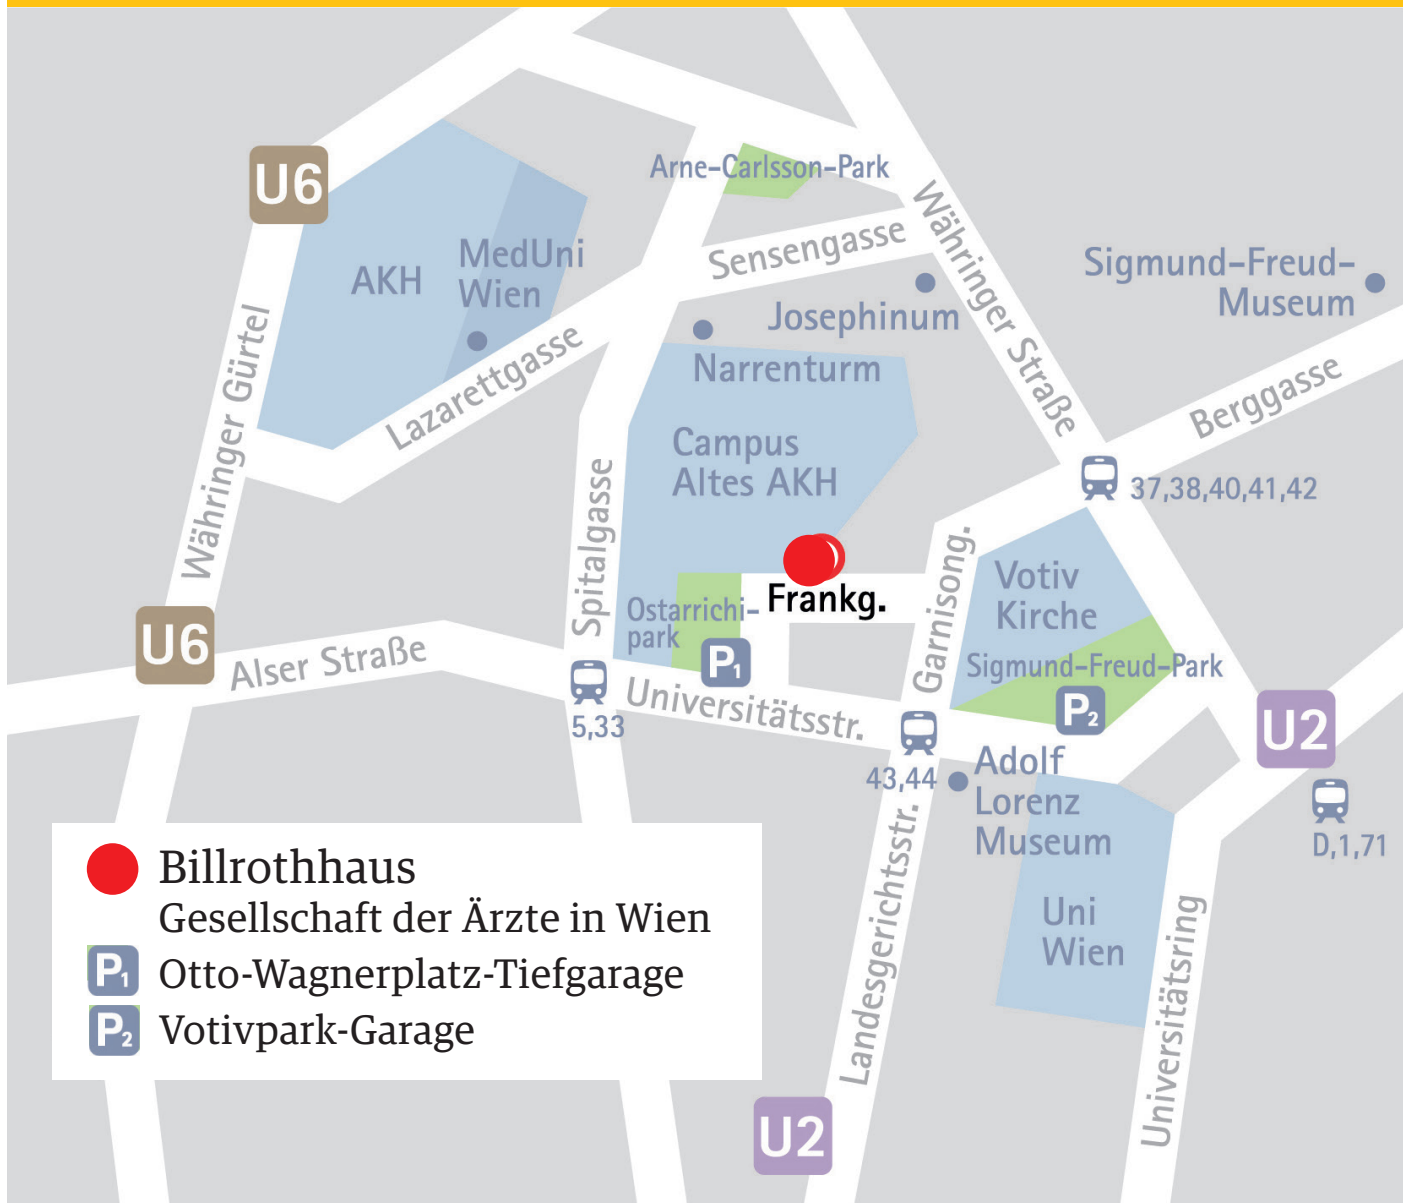 U6
Arne-Carlsson-Park
Währinger Straße
Sensengasse
MedUni
Wien
AKH
Sigmund-Freud-
Museum
Josephinum
Narrenturm
Währinger Gürtel
Lazarettgasse
Berggasse
Campus
Altes AKH
37,38,40,41,42
Spitalgasse
Garnisong.
Votiv
Kirche
Frankg.
Ostarrichi-
park
U6
Alser Straße
P1
Sigmund-Freud-Park
P2
Universitätsstr.
5,33
U2
43,44
Adolf
Lorenz
Museum
D,1,71
Landesgerichtsstr.
Uni
Wien
Universitätsring
U2
Billrothhaus
Gesellschaft der Ärzte in Wien
P1 Otto-Wagnerplatz-Tiefgarage
P2 Votivpark-Garage